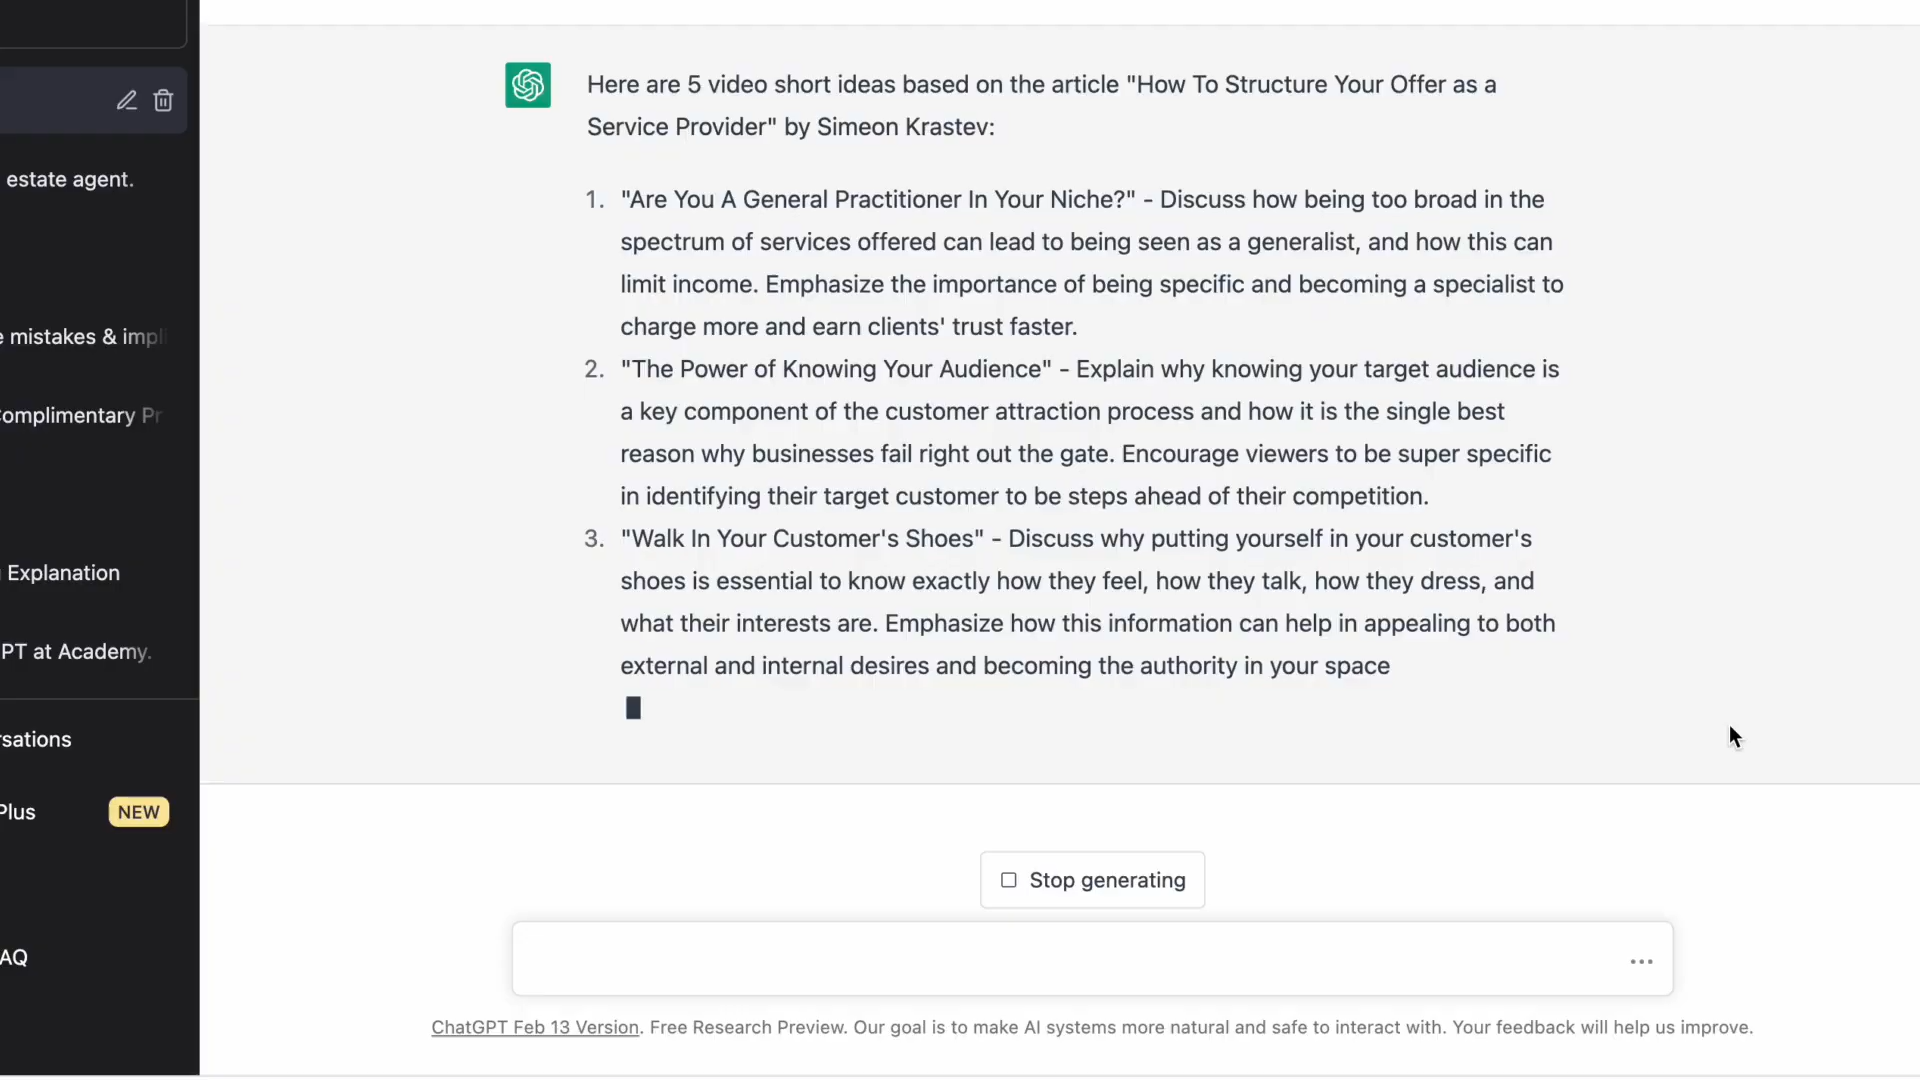 Here are 5 video short ideas based on the article "How To Structure Your Offer as a
Service Provider" by Simeon Krastev:
1. "Are You A General Practitioner In Your Niche?" - Discuss how being too broad in the
spectrum of services offered can lead to being seen as a generalist, and how this can
limit income. Emphasize the importance of being specific and becoming a specialist to
charge more and earn clients' trust faster.
2. "The Power of Knowing Your Audience" - Explain why knowing your target audience is
a key component of the customer attraction process and how it is the single best
reason why businesses fail right out the gate. Encourage viewers to be super specific
in identifying their target customer to be steps ahead of their competition.
3. "Walk In Your Customer's Shoes" - Discuss why putting yourself in your customer's
shoes is essential to know exactly how they feel, how they talk, how they dress, and
what their interests are. Emphasize how this information can help in appealing to both
external and internal desires and becoming the authority in your space
estate agent.
e mistakes & impli
Complimentary Pr
Explanation
PT at Academy.
rsations
Plus
NEW
AQ
Stop generating
ChatGPT Feb 13 Version. Free Research Preview. Our goal is to make AI systems more natural and safe to interact with. Your feedback will help us improve.